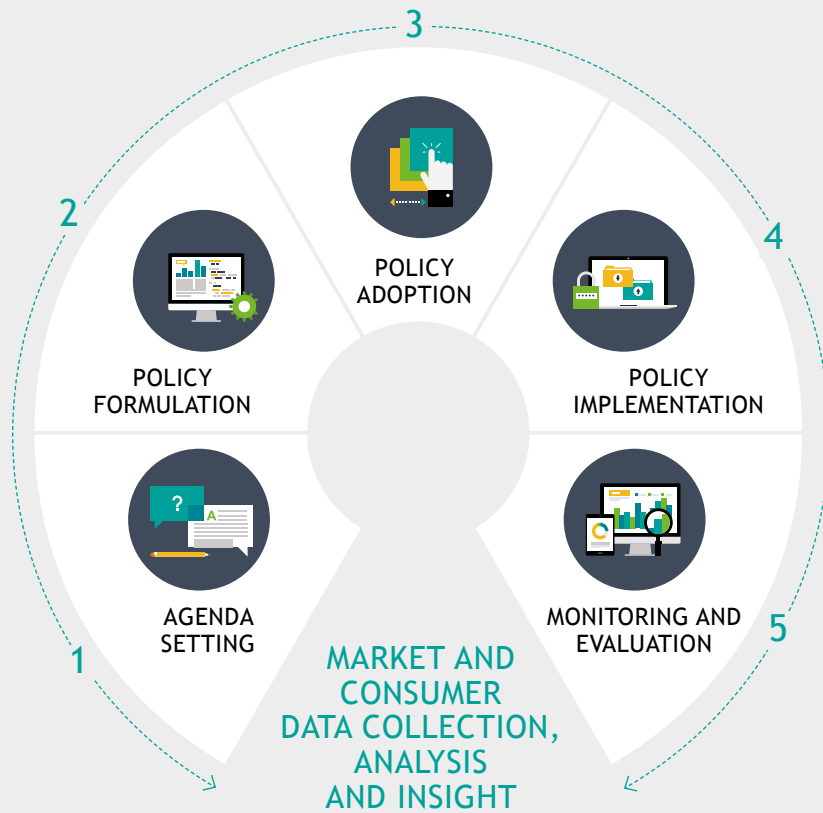 3
2
4
POLICY
ADOPTION
POLICY
FORMULATION
POLICY
IMPLEMENTATION
?
A
AGENDA
SETTING
MONITORING AND
EVALUATION
1
5
MARKET AND
CONSUMER
DATA COLLECTION,
ANALYSIS
AND INSIGHT